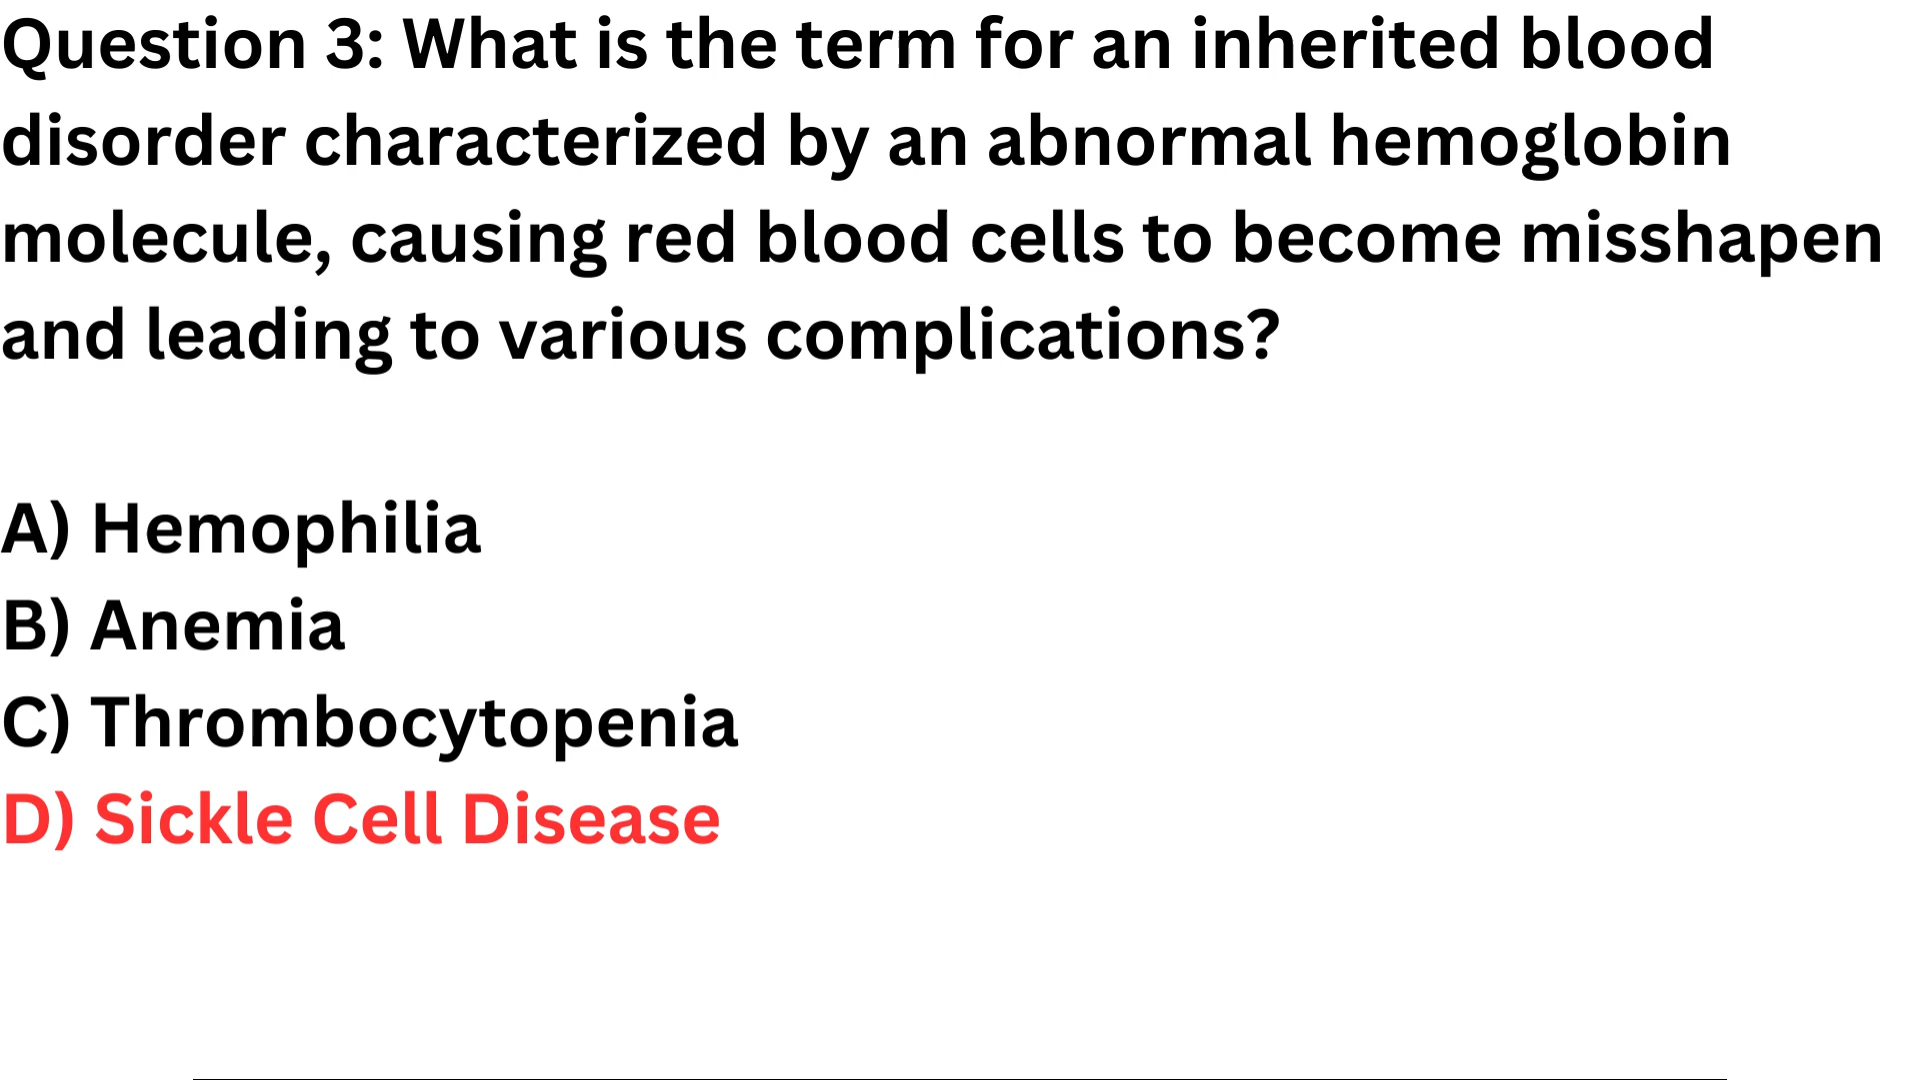 Question 3: What is the term for an inherited blood
disorder characterized by an abnormal hemoglobin
molecule, causing red blood cells to become misshapen
and leading to various complications?
A) Hemophilia
B) Anemia
C) Thrombocytopenia
D) Sickle Cell Disease